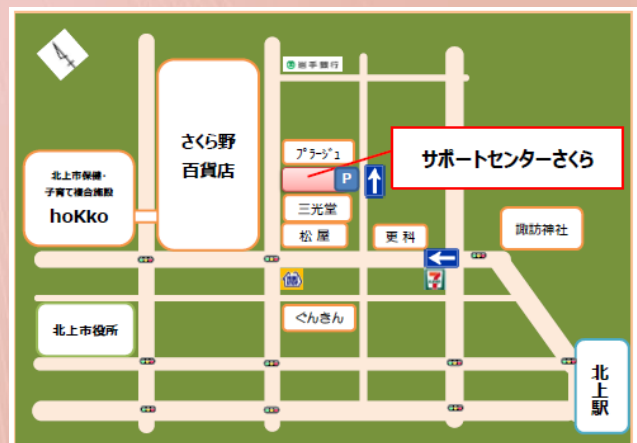 岩手銀行
さくら野
百貨店
プラージュ
サポートセンターさくら
P
北上市保健・
子育て複合施設
hoKko
三光堂
松屋
更科
諏訪神社
7
北上市役所
ぐんきん
北上駅